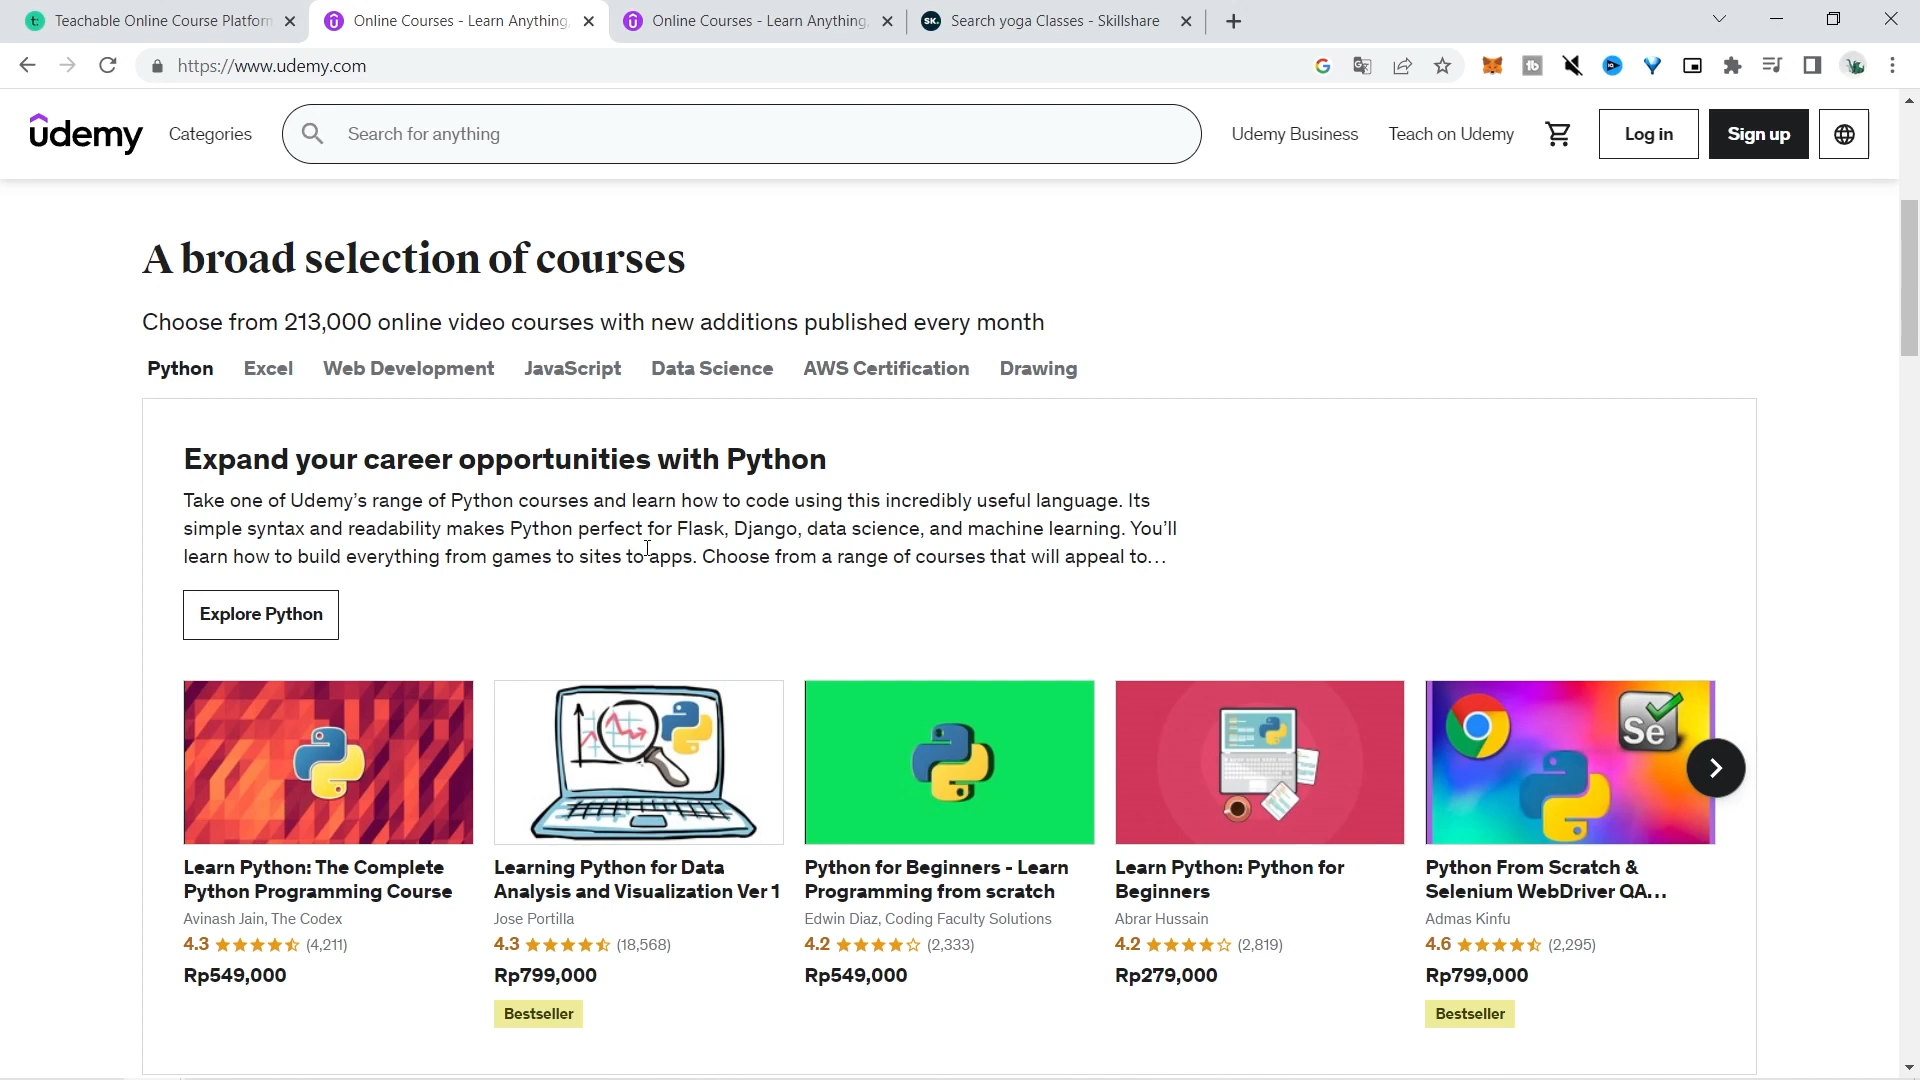 Teachable Online Course Platform
Online Courses - Learn Anything,
Online Courses - Learn Anything,
SK.
Search yoga Classes - Skillshare
https://www.udemy.com
udemy
Categories
Search for anything
Udemy Business
Teach on Udemy
Log in
Sign up
A broad selection of courses
Choose from 213,000 online video courses with new additions published every month
Python
Excel
Web Development
JavaScript
Data Science
AWS Certification
Drawing
Expand your career opportunities with Python
Take one of Udemy’s range of Python courses and learn how to code using this incredibly useful language. Its
simple syntax and readability makes Python perfect for Flask, Django, data science, and machine learning. You’ll
learn how to build everything from games to sites to apps. Choose from a range of courses that will appeal to...
Explore Python
Se
Learn Python: The Complete
Python Programming Course
Avinash Jain, The Codex
4.3
(4,211)
Rp549,000
Learning Python for Data
Analysis and Visualization Ver 1
Jose Portilla
4.3
(18,568)
Rp799,000
Bestseller
Python for Beginners - Learn
Programming from scratch
Edwin Diaz, Coding Faculty Solutions
4.2
(2,333)
Rp549,000
Learn Python: Python for
Beginners
Abrar Hussain
4.2
(2,819)
Rp279,000
Python From Scratch &
Selenium WebDriver QA...
Admas Kinfu
4.6
(2,295)
Rp799,000
Bestseller